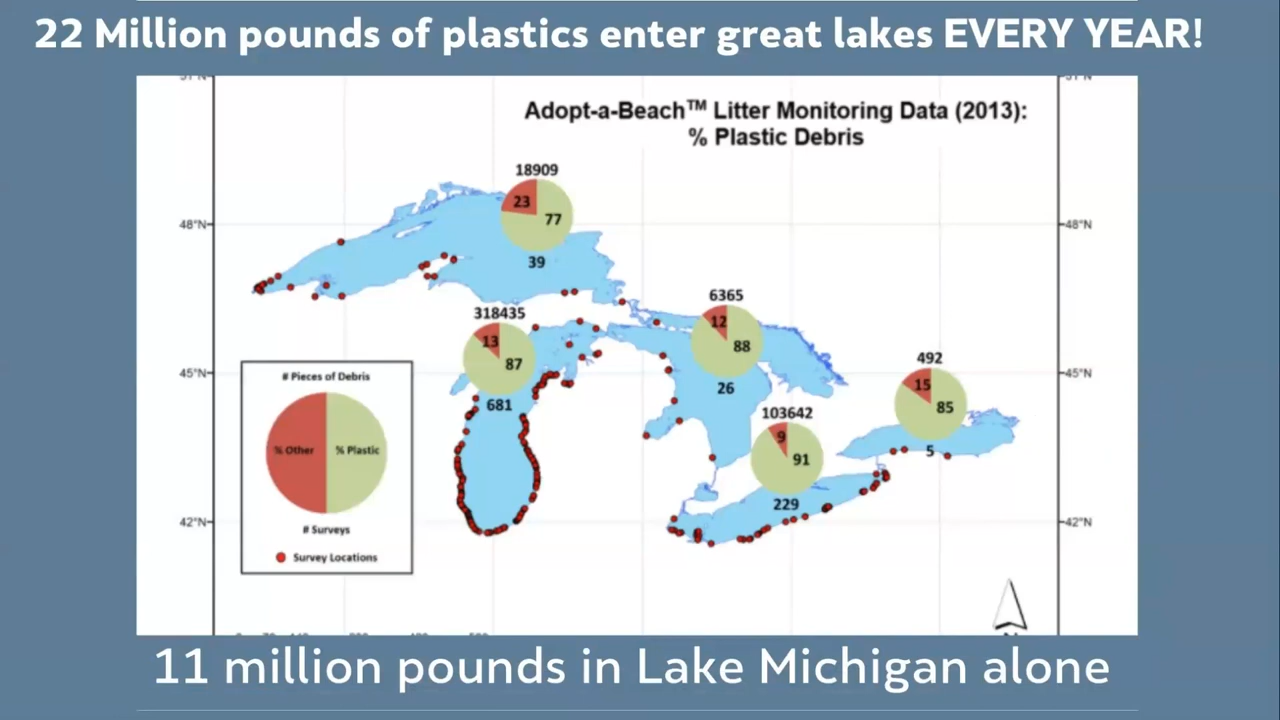 22 Million pounds of plastics enter great lakes EVERY YEAR!
Adopt-a-Beach™ Litter Monitoring Data (2013):
% Plastic Debris
18909
23
77
39
48°N
48°N
318435
13
87
681
6365
12
88
26
45°N
45°N
492
15
85
5
103642
9
91
229
42°N
42°N
# Pieces of Debris
% Other
% Plastic
# Surveys
Survey Locations
11 million pounds in Lake Michigan alone